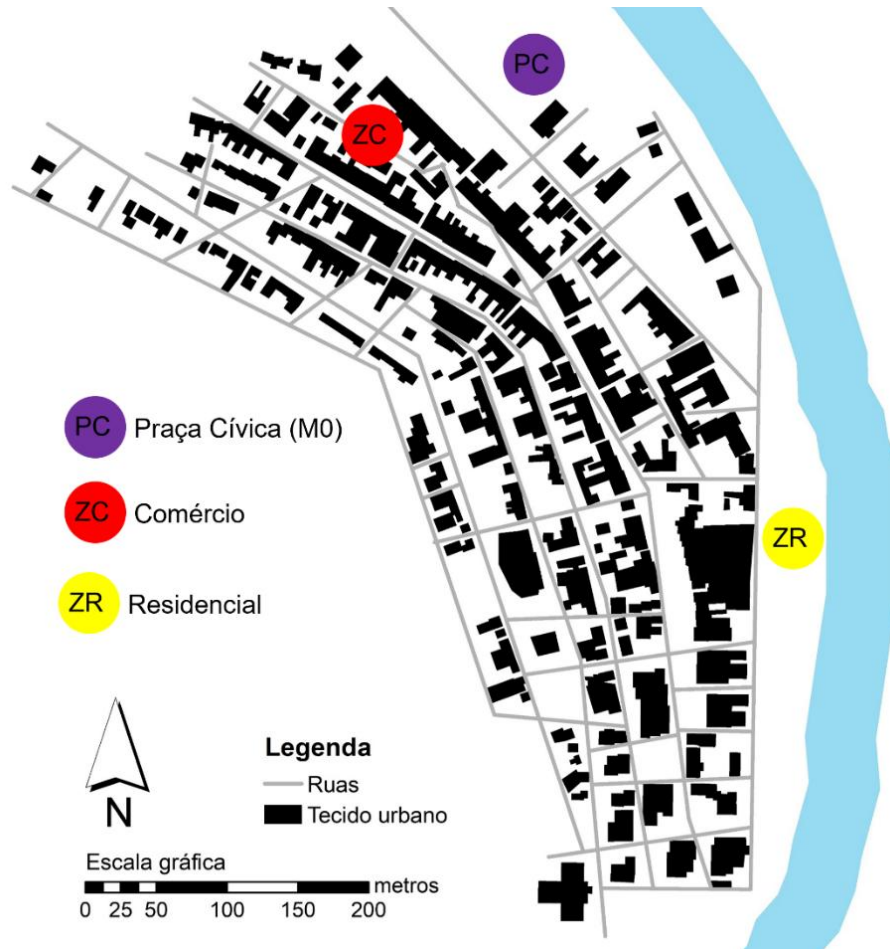 PC
ZC
PC Praça Cívica (M0)
ZC Comércio
ZR
ZR Residencial
Legenda
Ruas
N
Tecido urbano
Escala gráfica
metros
0 25 50 100 150 200